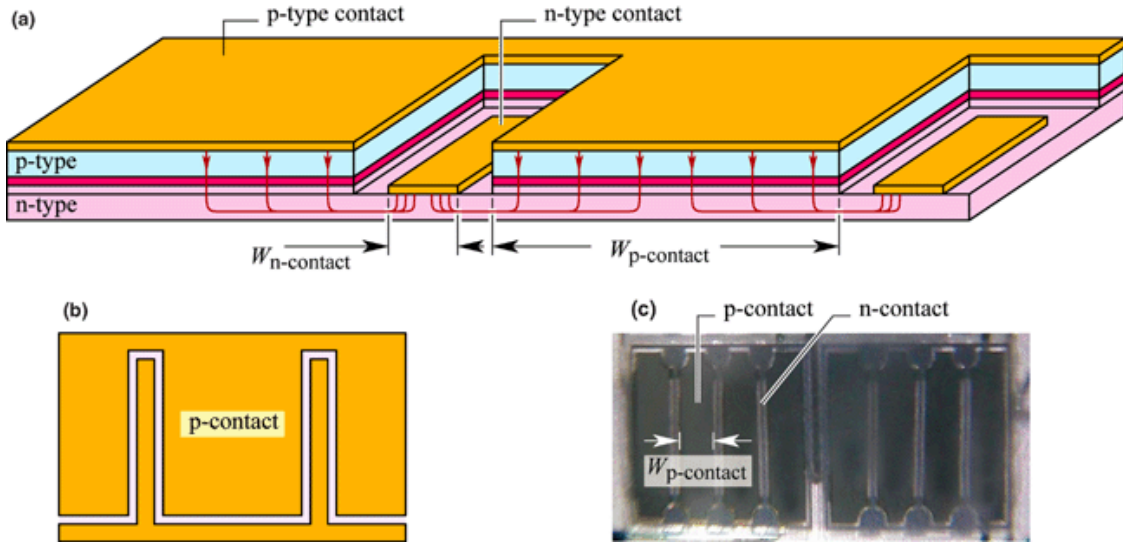 (a)
p-type contact
n-type contact
p-type
n-type
Wn-contact
Wp-contact
(b)
p-contact
(c)
p-contact
n-contact
Wp-contact